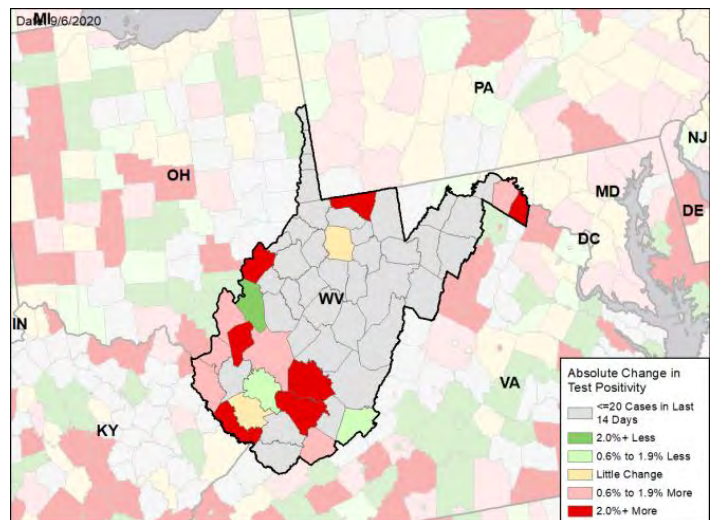 Date: 9/6/2020
MI
PA
NJ
OH
MD
DE
DC
WV
IN
VA
KY
Absolute Change in
Test Positivity
<=20 Cases in Last
14 Days
2.0%+ Less
0.6% to 1.9% Less
Little Change
0.6% to 1.9% More
2.0%+ More